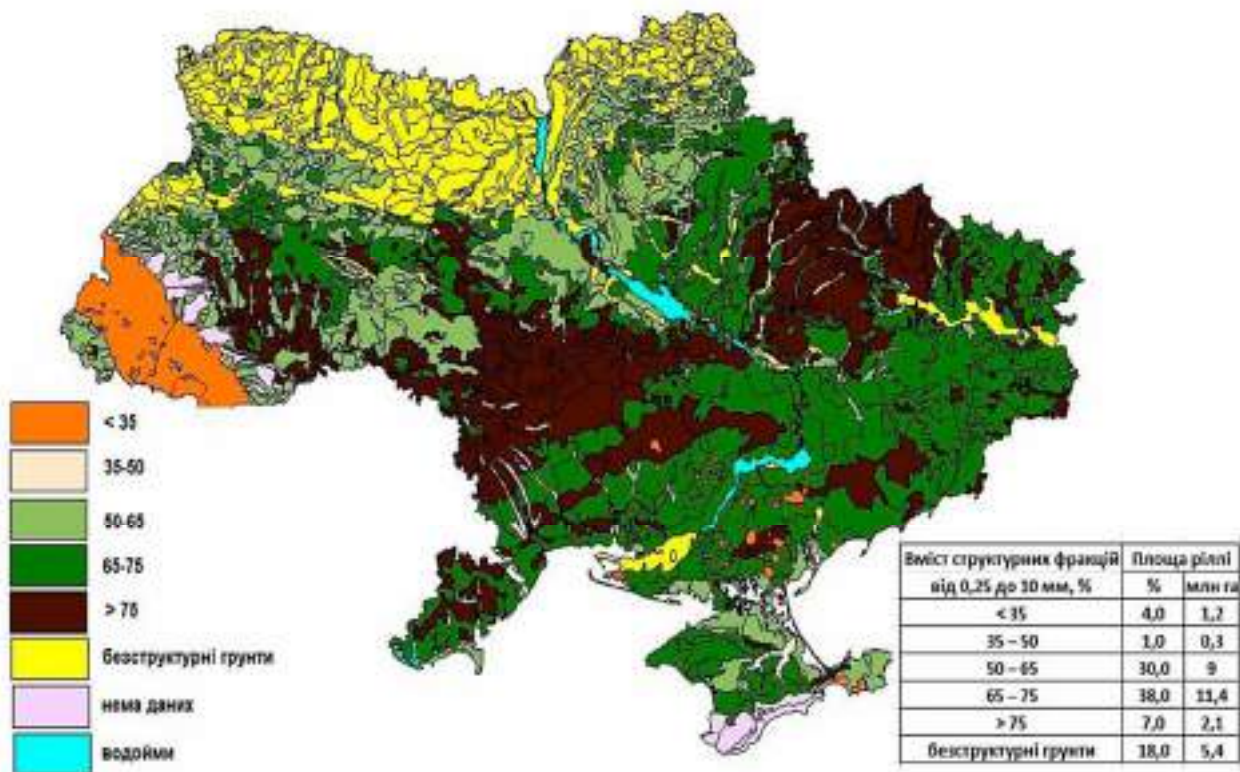 < 35
35-50
50-65
65-75
> 75
безструктурні грунти
нема даних
водойми
Вміст структурних фракцій Площа ріллі
від 0,25 до 10 мм, % % млн га
< 35 4,0 1,2
35 – 50 1,0 0,3
50 – 65 30,0 9
65 – 75 38,0 11,4
> 75 7,0 2,1
безструктурні грунти 18,0 5,4